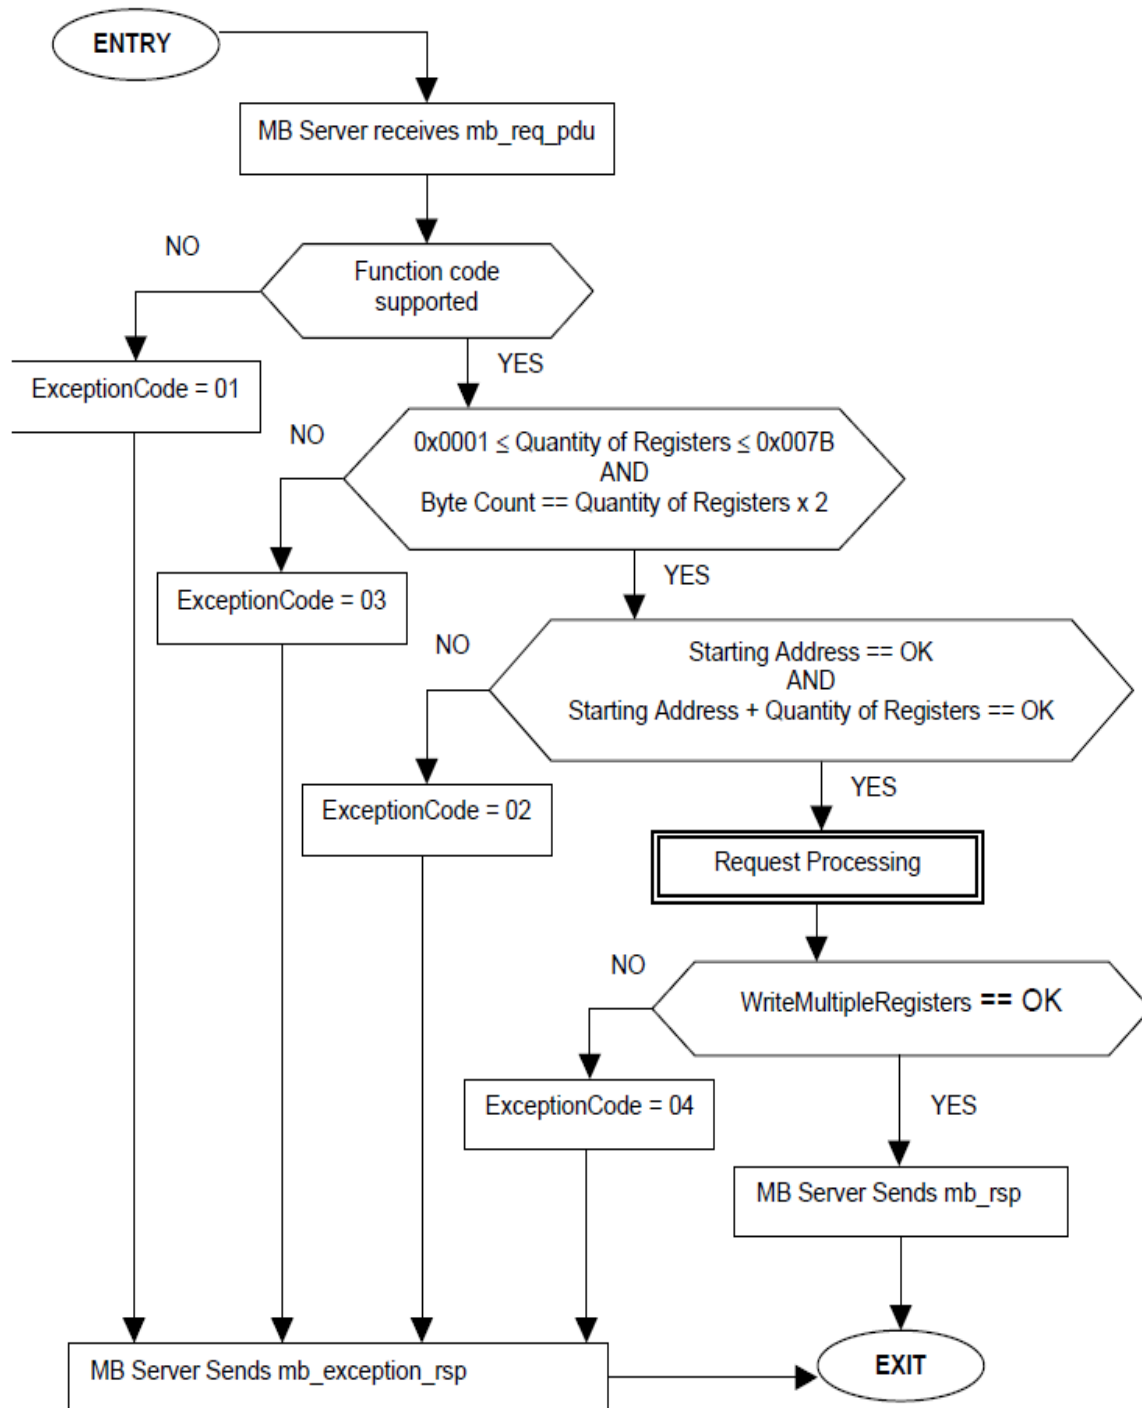 ENTRY
MB Server receives mb_req_pdu
NO
Function code
supported
YES
ExceptionCode = 01
NO
0x0001 ≤ Quantity of Registers ≤ 0x007B
AND
Byte Count == Quantity of Registers x 2
YES
ExceptionCode = 03
NO
Starting Address == OK
AND
Starting Address + Quantity of Registers == OK
YES
ExceptionCode = 02
Request Processing
NO
WriteMultipleRegisters == OK
ExceptionCode = 04
YES
MB Server Sends mb_rsp
MB Server Sends mb_exception_rsp
EXIT